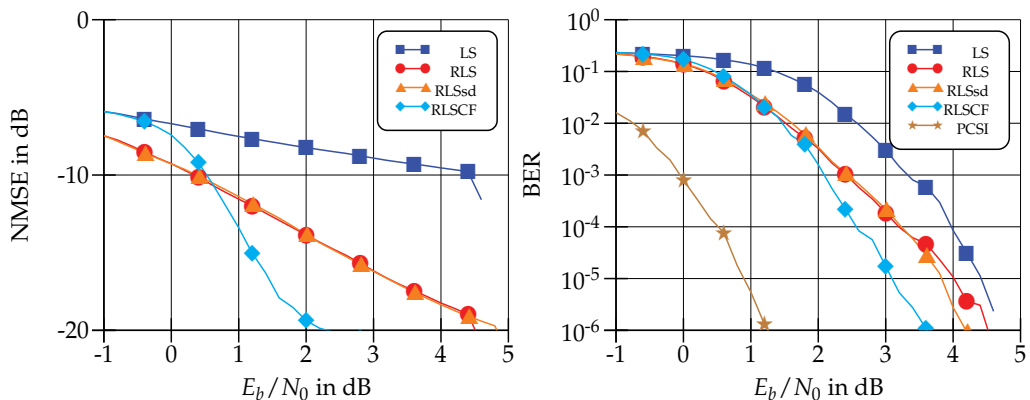 NMSE in dB
0
-10
-20
-1
0
1
2
3
4
5
E_b/N_0 in dB
LS
RLS
RLSsd
RLSCF
BER
10^0
10^-1
10^-2
10^-3
10^-4
10^-5
10^-6
-1
0
1
2
3
4
5
E_b/N_0 in dB
LS
RLS
RLSsd
RLSCF
PCSI